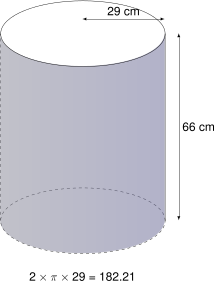 29 cm
66 cm
2 × π × 29 = 182.21